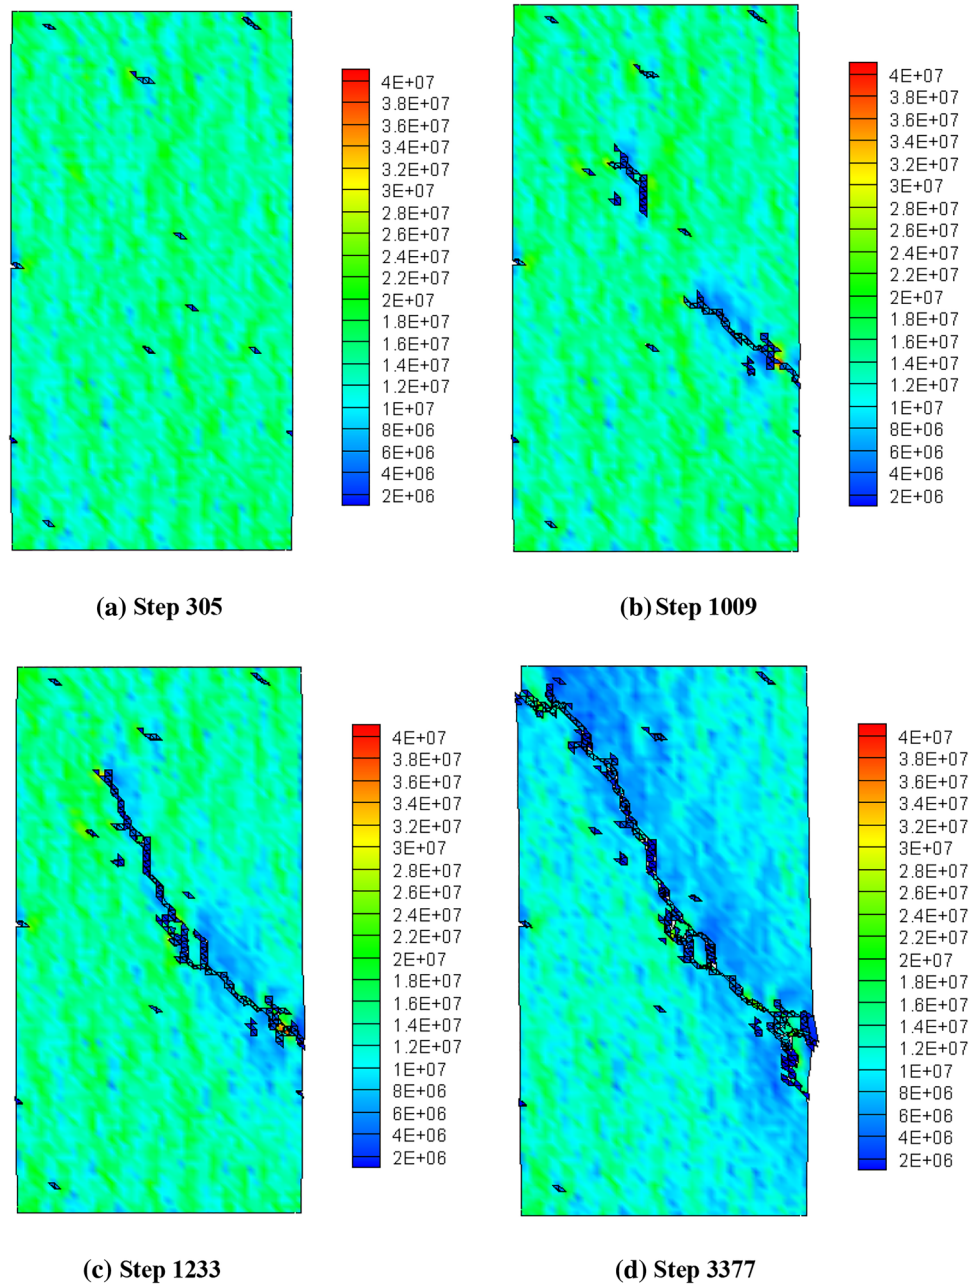 4E+07
3.8E+07
3.6E+07
3.4E+07
3.2E+07
3E+07
2.8E+07
2.6E+07
2.4E+07
2.2E+07
2E+07
1.8E+07
1.6E+07
1.4E+07
1.2E+07
1E+07
8E+06
6E+06
4E+06
2E+06
(a) Step 305
4E+07
3.8E+07
3.6E+07
3.4E+07
3.2E+07
3E+07
2.8E+07
2.6E+07
2.4E+07
2.2E+07
2E+07
1.8E+07
1.6E+07
1.4E+07
1.2E+07
1E+07
8E+06
6E+06
4E+06
2E+06
(b) Step 1009
4E+07
3.8E+07
3.6E+07
3.4E+07
3.2E+07
3E+07
2.8E+07
2.6E+07
2.4E+07
2.2E+07
2E+07
1.8E+07
1.6E+07
1.4E+07
1.2E+07
1E+07
8E+06
6E+06
4E+06
2E+06
(c) Step 1233
4E+07
3.8E+07
3.6E+07
3.4E+07
3.2E+07
3E+07
2.8E+07
2.6E+07
2.4E+07
2.2E+07
2E+07
1.8E+07
1.6E+07
1.4E+07
1.2E+07
1E+07
8E+06
6E+06
4E+06
2E+06
(d) Step 3377